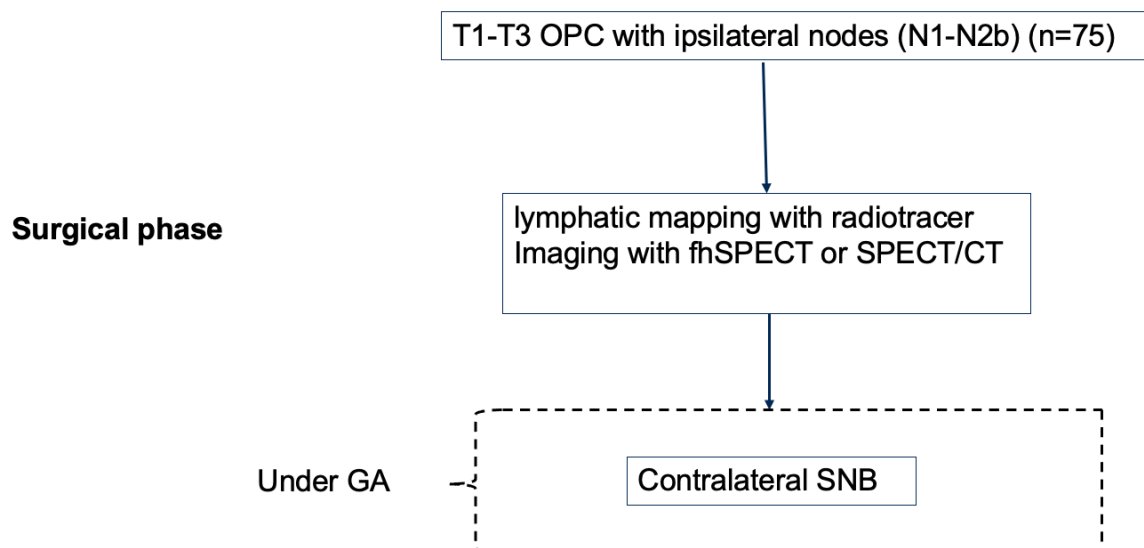 T1-T3 OPC with ipsilateral nodes (N1-N2b) (n=75)
Surgical phase
lymphatic mapping with radiotracer
Imaging with fhSPECT or SPECT/CT
Under GA
Contralateral SNB